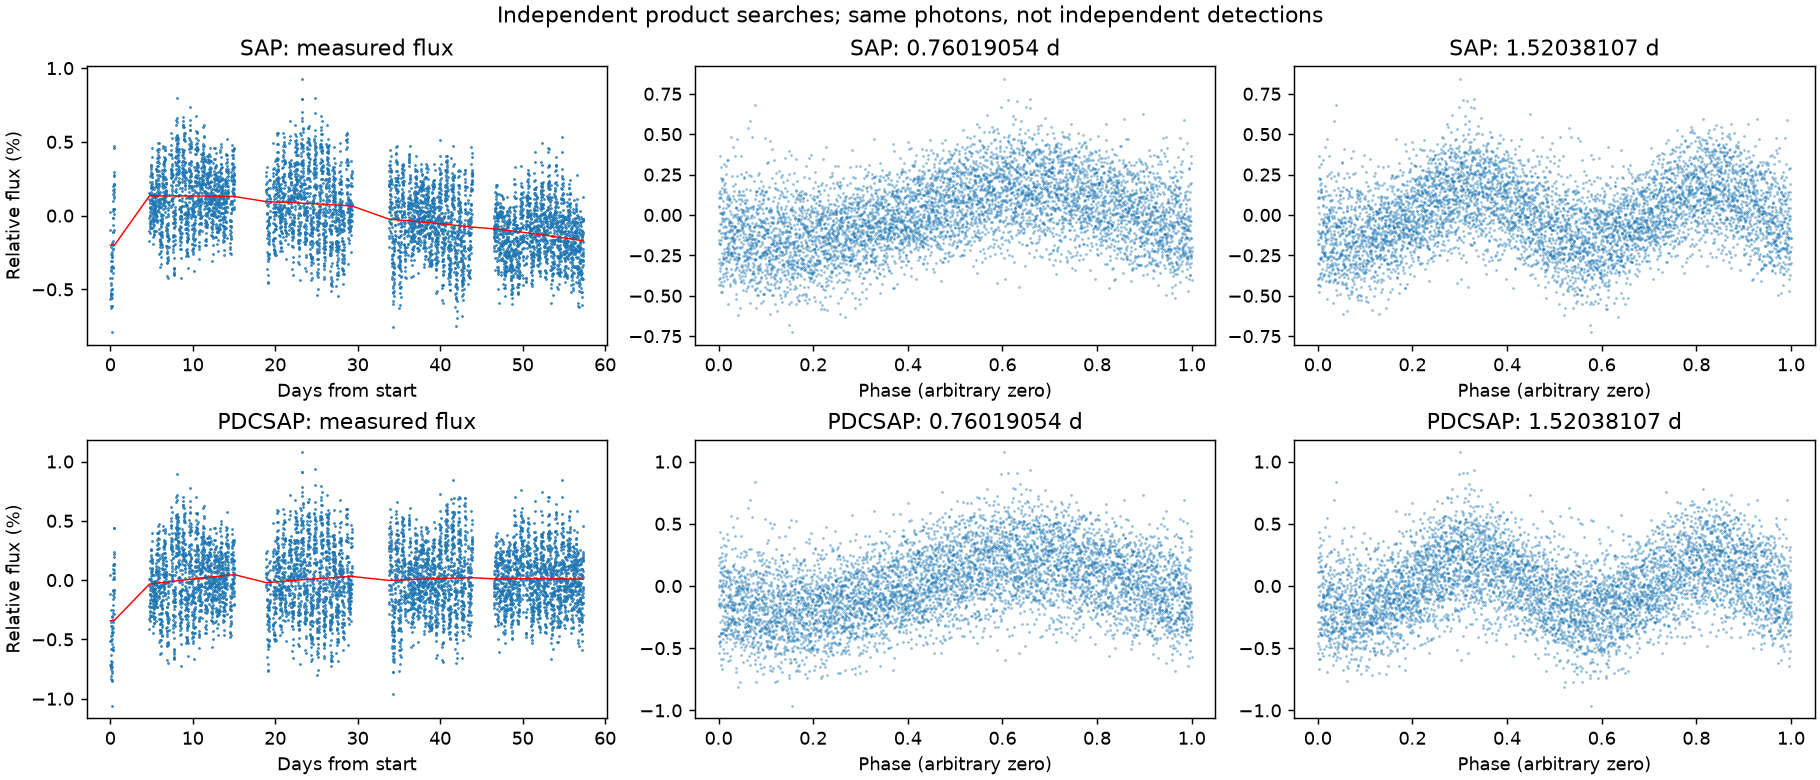 Independent product searches; same photons, not independent detections
SAP: measured flux
SAP: 0.76019054 d
SAP: 1.52038107 d
Relative flux (%)
1.0
0.5
0.0
−0.5
0 10 20 30 40 50 60
Days from start
0.75
0.50
0.25
0.00
−0.25
−0.50
−0.75
0.0 0.2 0.4 0.6 0.8 1.0
Phase (arbitrary zero)
0.75
0.50
0.25
0.00
−0.25
−0.50
−0.75
0.0 0.2 0.4 0.6 0.8 1.0
Phase (arbitrary zero)
PDCSAP: measured flux
PDCSAP: 0.76019054 d
PDCSAP: 1.52038107 d
Relative flux (%)
1.0
0.5
0.0
−0.5
−1.0
0 10 20 30 40 50 60
Days from start
1.0
0.5
0.0
−0.5
−1.0
0.0 0.2 0.4 0.6 0.8 1.0
Phase (arbitrary zero)
1.0
0.5
0.0
−0.5
−1.0
0.0 0.2 0.4 0.6 0.8 1.0
Phase (arbitrary zero)